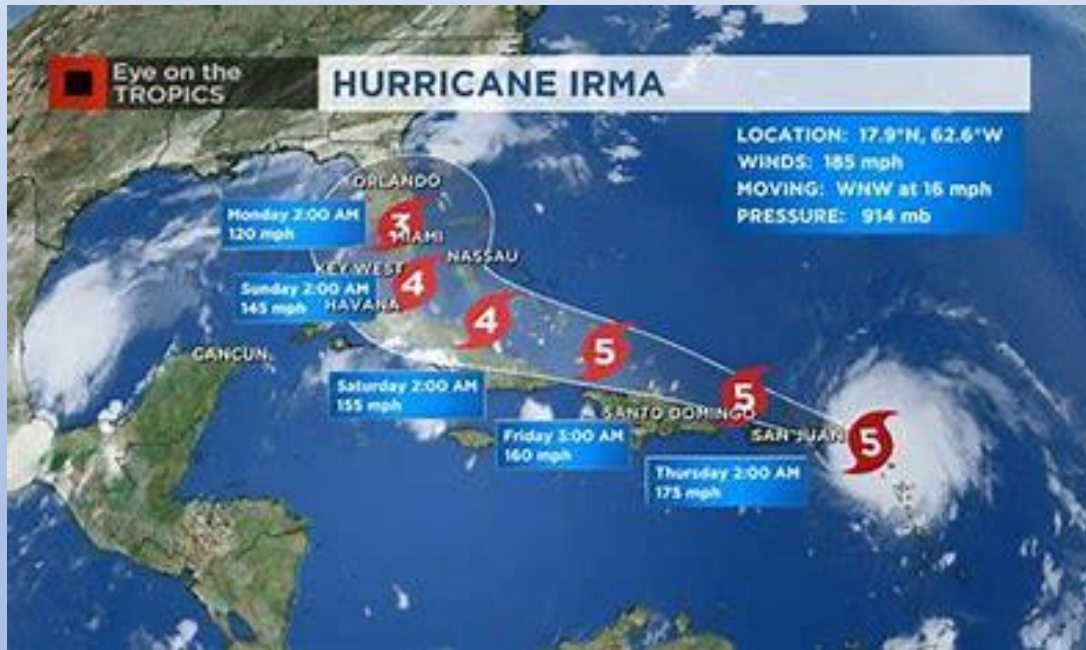 Eye on the
TROPICS
HURRICANE IRMA
LOCATION: 17.9°N, 62.6°W
WINDS: 185 mph
MOVING: WNW at 16 mph
PRESSURE: 914 mb
ORLANDO
Monday 2:00 AM
120 mph
3
MIAMI
NASSAU
KEY WEST
Sunday 2:00 AM
145 mph
4
HAVANA
4
CANCUN
5
Saturday 2:00 AM
155 mph
5
SANTO DOMINGO
Friday 3:00 AM
160 mph
SAN JUAN
5
Thursday 2:00 AM
175 mph